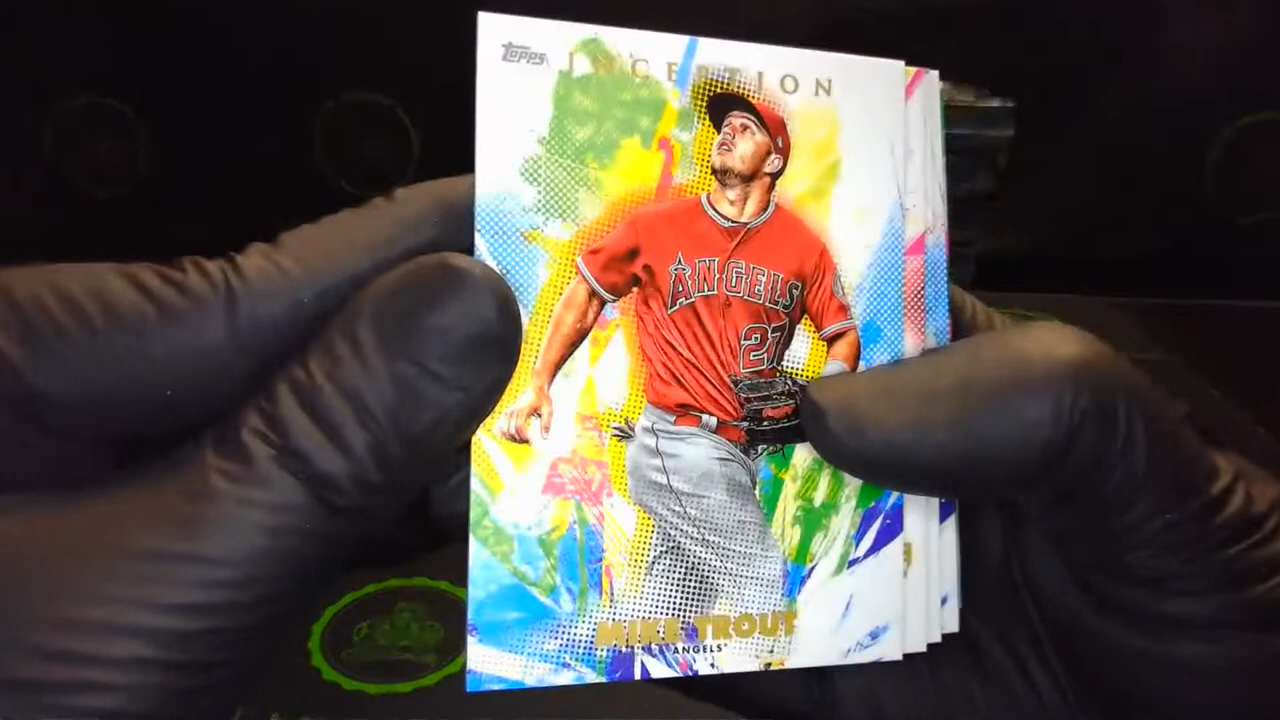 Topps
INCEPTION
ANGELS
27
MIKE TROUT
ANGELS